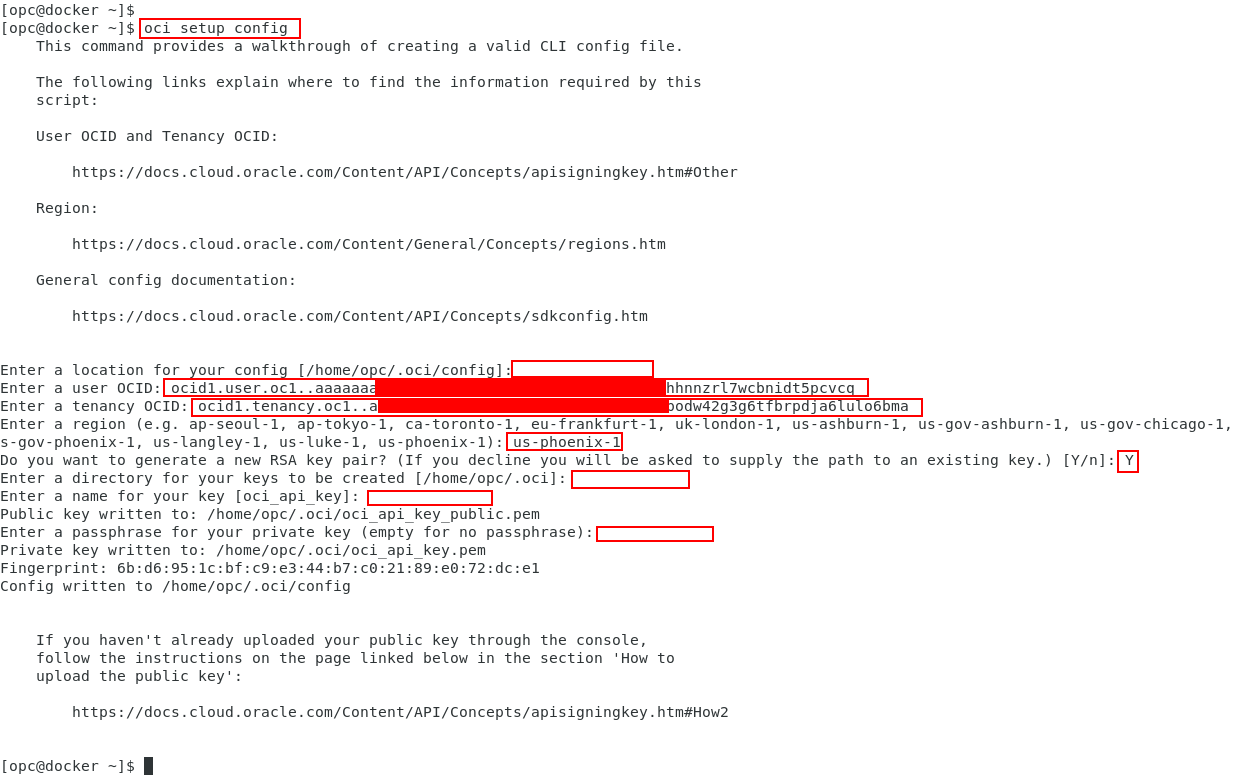 [opc@docker ~]$
[opc@docker ~]$ oci setup config
This command provides a walkthrough of creating a valid CLI config file.
The following links explain where to find the information required by this
script:
User OCID and Tenancy OCID:
https://docs.cloud.oracle.com/Content/API/Concepts/apisigningkey.htm#Other
Region:
https://docs.cloud.oracle.com/Content/General/Concepts/regions.htm
General config documentation:
https://docs.cloud.oracle.com/Content/API/Concepts/sdkconfig.htm
Enter a location for your config [/home/opc/.oci/config]:
Enter a user OCID: ocid1.user.oc1..aaaaaaa hhnnzrl7wcbnidt5pcvcq
Enter a tenancy OCID: ocid1.tenancy.oc1..a podw42g3g6tfbrpdja6lulo6bma
Enter a region (e.g. ap-seoul-1, ap-tokyo-1, ca-toronto-1, eu-frankfurt-1, uk-london-1, us-ashburn-1, us-gov-ashburn-1, us-gov-chicago-1,
s-gov-phoenix-1, us-langley-1, us-luke-1, us-phoenix-1): us-phoenix-1
Do you want to generate a new RSA key pair? (If you decline you will be asked to supply the path to an existing key.) [Y/n]: Y
Enter a directory for your keys to be created [/home/opc/.oci]:
Enter a name for your key [oci_api_key]:
Public key written to: /home/opc/.oci/oci_api_key_public.pem
Enter a passphrase for your private key (empty for no passphrase):
Private key written to: /home/opc/.oci/oci_api_key.pem
Fingerprint: 6b:d6:95:1c:bf:c9:e3:44:b7:c0:21:89:e0:72:dc:e1
Config written to /home/opc/.oci/config
If you haven't already uploaded your public key through the console,
follow the instructions on the page linked below in the section 'How to
upload the public key':
https://docs.cloud.oracle.com/Content/API/Concepts/apisigningkey.htm#How2
[opc@docker ~]$